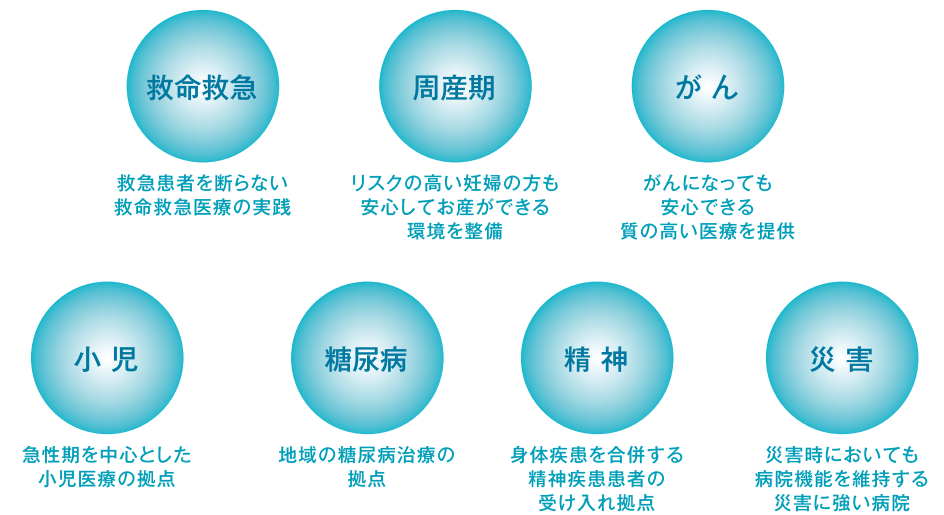 救命救急
救急患者を断らない
救命救急医療の実践
周産期
リスクの高い妊婦の方も
安心してお産ができる
環境を整備
がん
がんになっても
安心できる
質の高い医療を提供
小児
急性期を中心とした
小児医療の拠点
糖尿病
地域の糖尿病治療の
拠点
精神
身体疾患を合併する
精神疾患患者の
受け入れ拠点
災害
災害時においても
病院機能を維持する
災害に強い病院